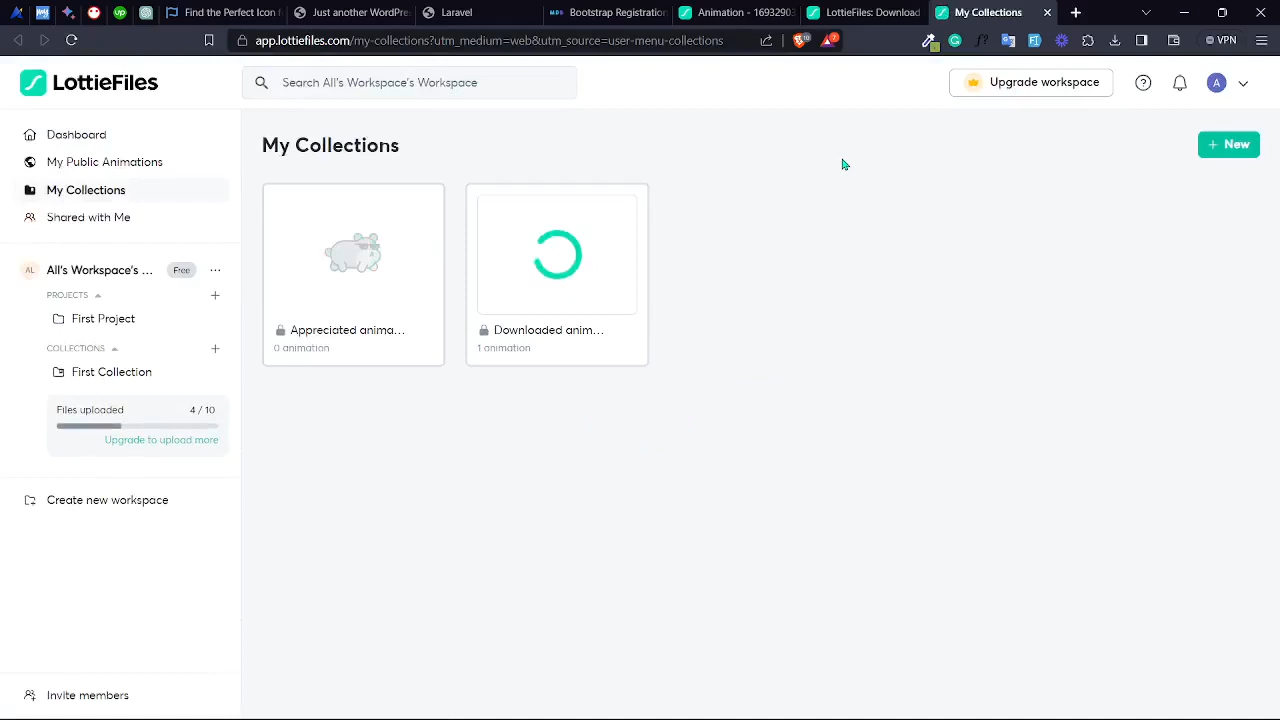 Find the Perfect Icon f
Just another WordPre
Laravel
Bootstrap Registration
Animation - 16932903
LottieFiles: Download
My Collections
app.lottiefiles.com/my-collections?utm_medium=web&utm_source=user-menu-collections
VPN
LottieFiles
Search All's Workspace's Workspace
Upgrade workspace
A
Dashboard
My Public Animations
My Collections
Shared with Me
AL All's Workspace's ... Free
PROJECTS
First Project
COLLECTIONS
First Collection
Files uploaded 4 / 10
Upgrade to upload more
Create new workspace
Invite members
My Collections
+ New
Appreciated anima...
0 animation
Downloaded anim...
1 animation